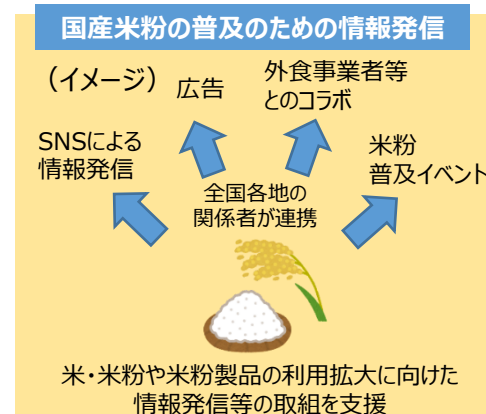 国産米粉の普及のための情報発信
（イメージ）
広告
外食事業者等
とのコラボ
SNSによる
情報発信
米粉
普及イベント
全国各地の
関係者が連携
米・米粉や米粉製品の利用拡大に向けた
情報発信等の取組を支援